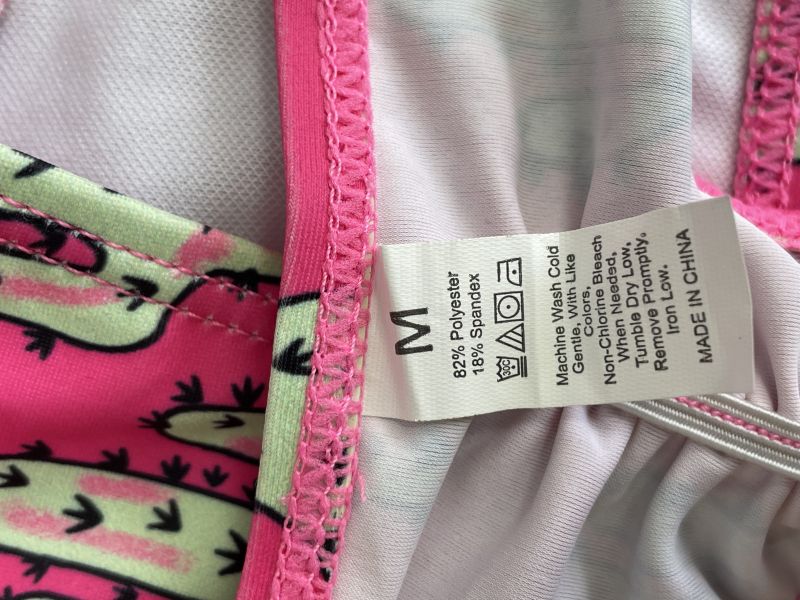 M
82% Polyester
18% Spandex
30C
Machine Wash Cold
Gentle, With Like
Colors,
Non-Chlorine Bleach
When Needed,
Tumble Dry Low,
Remove Promptly.
Iron Low.
MADE IN CHINA